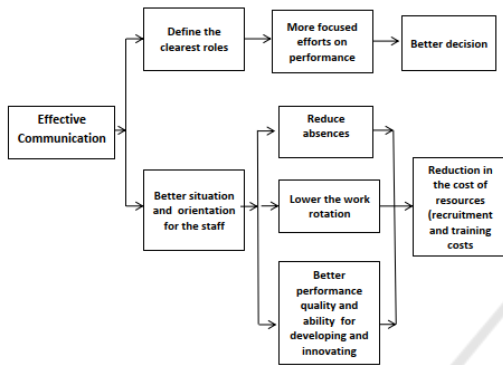 Define the
clearest roles
More focused
efforts on
performance
Better decision
Effective
Communication
Better situation
and orientation
for the staff
Reduce
absences
Lower the work
rotation
Better
performance
quality and
ability for
developing and
innovating
Reduction in
the cost of
resources
(recruitment
and training
costs